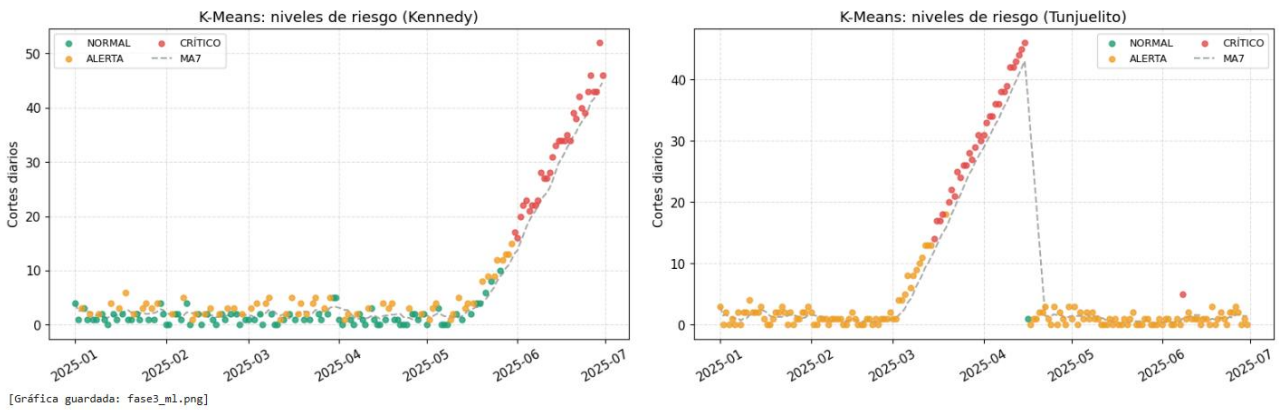 K-Means: niveles de riesgo (Kennedy)
NORMAL
ALERTA
CRÍTICO
MA7
Cortes diarios
50
40
30
20
10
0
2025-01
2025-02
2025-03
2025-04
2025-05
2025-06
2025-07
K-Means: niveles de riesgo (Tunjuelito)
NORMAL
ALERTA
CRÍTICO
MA7
Cortes diarios
40
30
20
10
0
2025-01
2025-02
2025-03
2025-04
2025-05
2025-06
2025-07
[Gráfica guardada: fase3_ml.png]